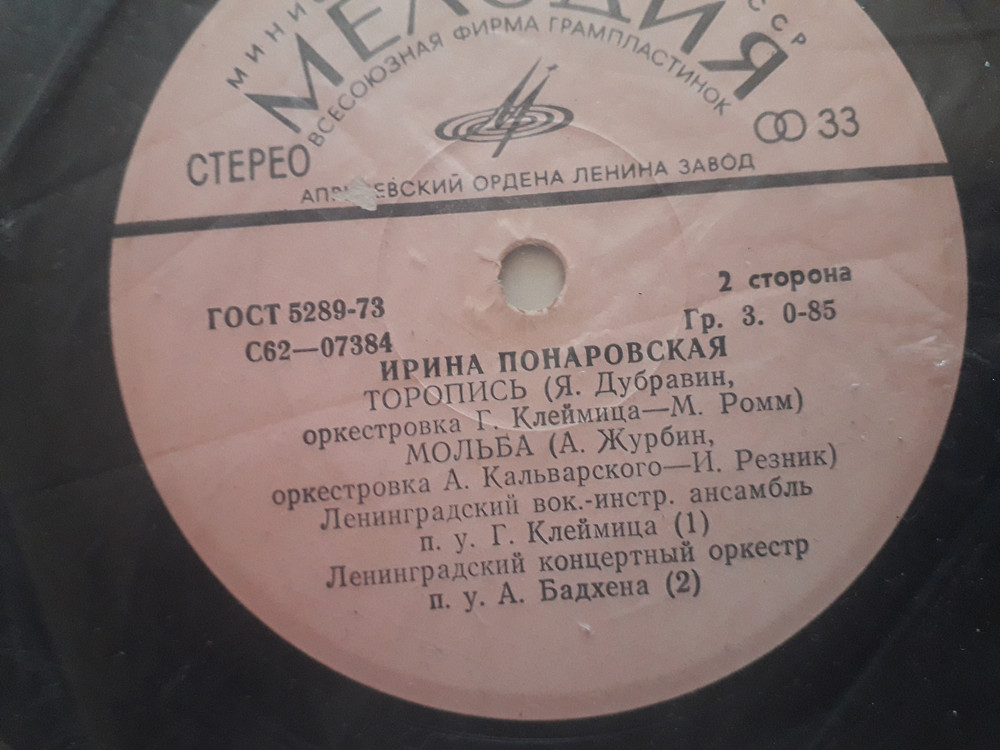 МЕЛОДИЯ
ВСЕСОЮЗНАЯ ФИРМА ГРАМПЛАСТИНОК
СССР
СТЕРЕО
33
ОРДЕНА ЛЕНИНА ЗАВОД
ГОСТ 5289-73
2 сторона
С62—07384
Гр. 3. 0-85
ИРИНА ПОНАРОВСКАЯ
ТОРОПИСЬ (Я. Дубравин,
оркестровка Г. Клеймица—М. Ромм)
МОЛЬБА (А. Журбин,
оркестровка А. Кальварского—И. Резник)
Ленинградский вок.-инстр. ансамбль
п. у. Г. Клеймица (1)
Ленинградский концертный оркестр
п. у. А. Бадхена (2)